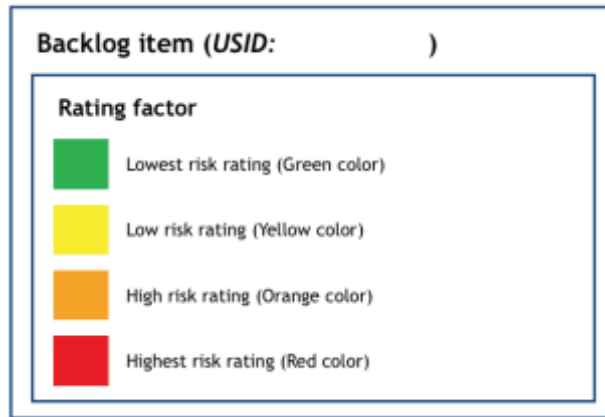 Backlog item (USID: )
Rating factor
Lowest risk rating (Green color)
Low risk rating (Yellow color)
High risk rating (Orange color)
Highest risk rating (Red color)